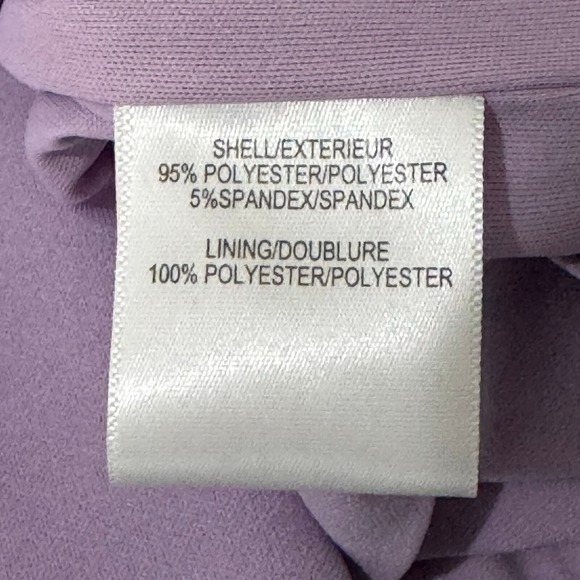 SHELL/EXTERIEUR
95% POLYESTER/POLYESTER
5%SPANDEX/SPANDEX
LINING/DOUBLURE
100% POLYESTER/POLYESTER